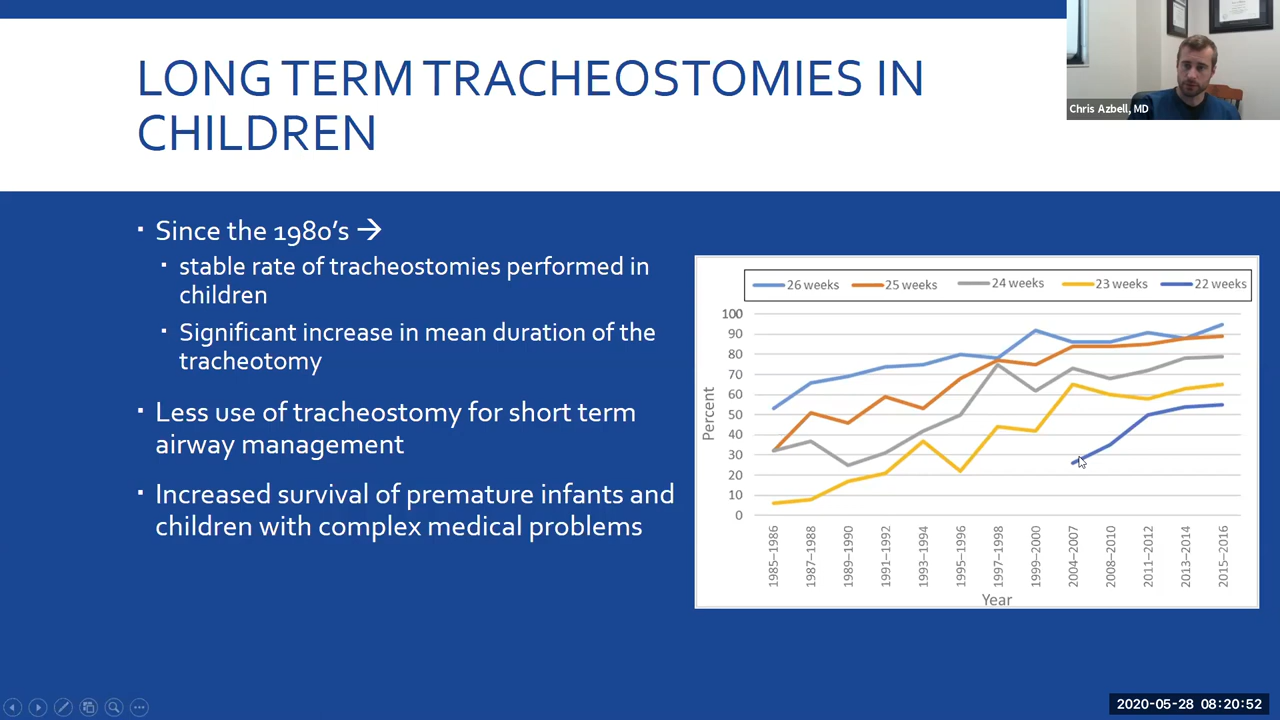 LONG TERM TRACHEOSTOMIES IN
CHILDREN
Chris Azbell, MD
▪ Since the 1980's →
▪ stable rate of tracheostomies performed in
children
▪ Significant increase in mean duration of the
tracheotomy
▪ Less use of tracheostomy for short term
airway management
▪ Increased survival of premature infants and
children with complex medical problems
26 weeks 25 weeks 24 weeks 23 weeks 22 weeks
100
90
80
70
60
50
40
30
20
10
0
Percent
1985–1986
1987–1988
1989–1990
1991–1992
1993–1994
1995–1996
1997–1998
1999–2000
2004–2007
2008–2010
2011–2012
2013–2014
2015–2016
Year
2020-05-28 08:20:52